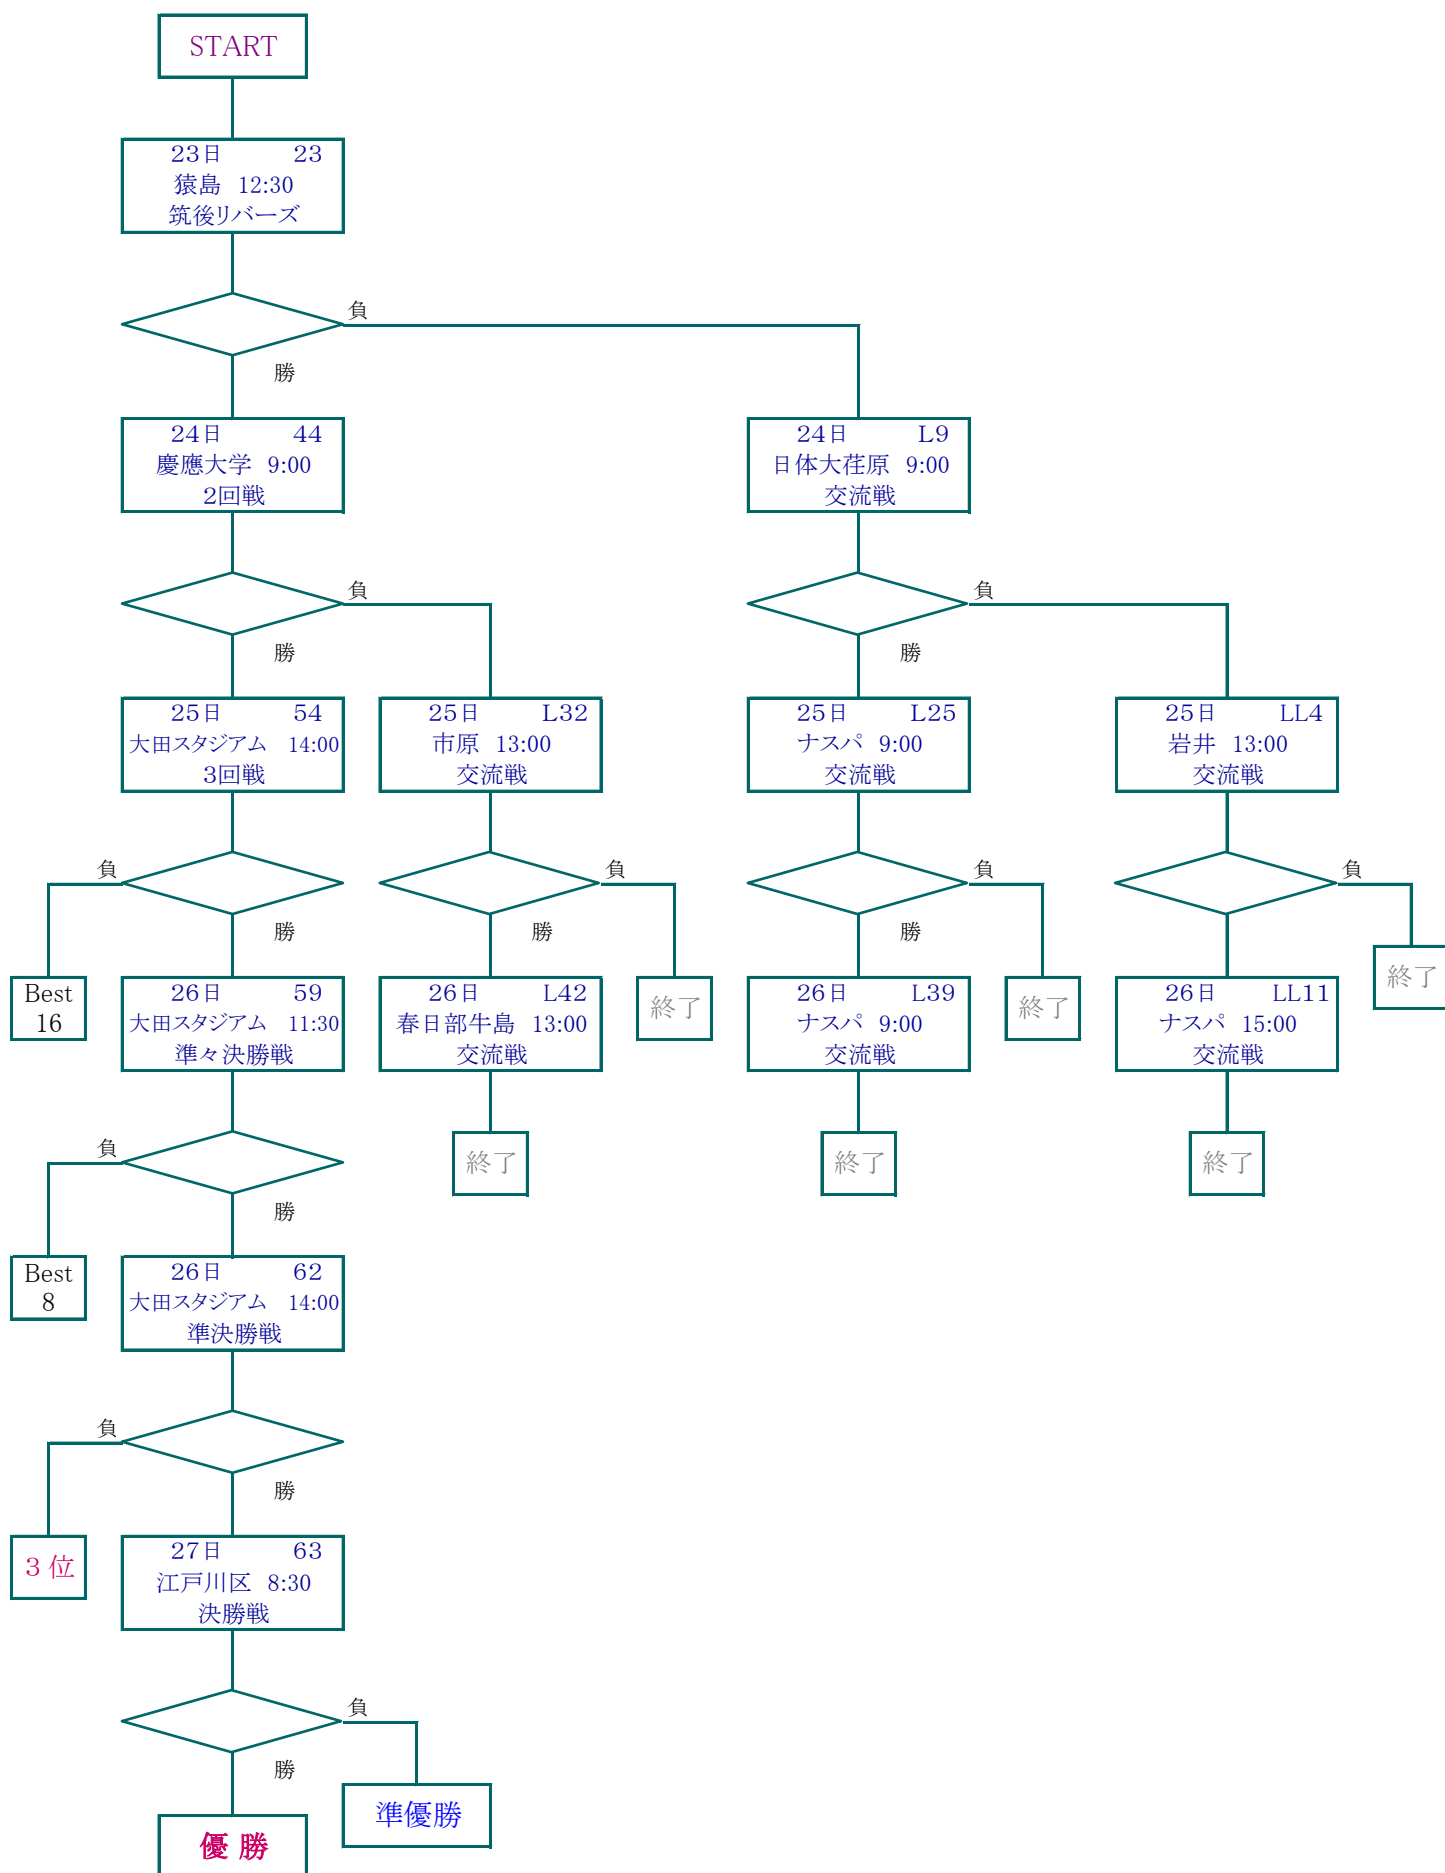 START
23日 23
猿島 12:30
筑後リバーズ
負
勝
24日 44
慶應大学 9:00
2回戦
24日 L9
日体大荏原 9:00
交流戦
負
勝
負
勝
25日 54
大田スタジアム 14:00
3回戦
25日 L32
市原 13:00
交流戦
25日 L25
ナスパ 9:00
交流戦
25日 LL4
岩井 13:00
交流戦
負
勝
負
勝
負
勝
負
Best
16
26日 59
大田スタジアム 11:30
準々決勝戦
26日 L42
春日部牛島 13:00
交流戦
終了
26日 L39
ナスパ 9:00
交流戦
終了
26日 LL11
ナスパ 15:00
交流戦
終了
負
勝
終了
終了
終了
Best
8
26日 62
大田スタジアム 14:00
準決勝戦
負
勝
3 位
27日 63
江戸川区 8:30
決勝戦
負
勝
準優勝
優 勝